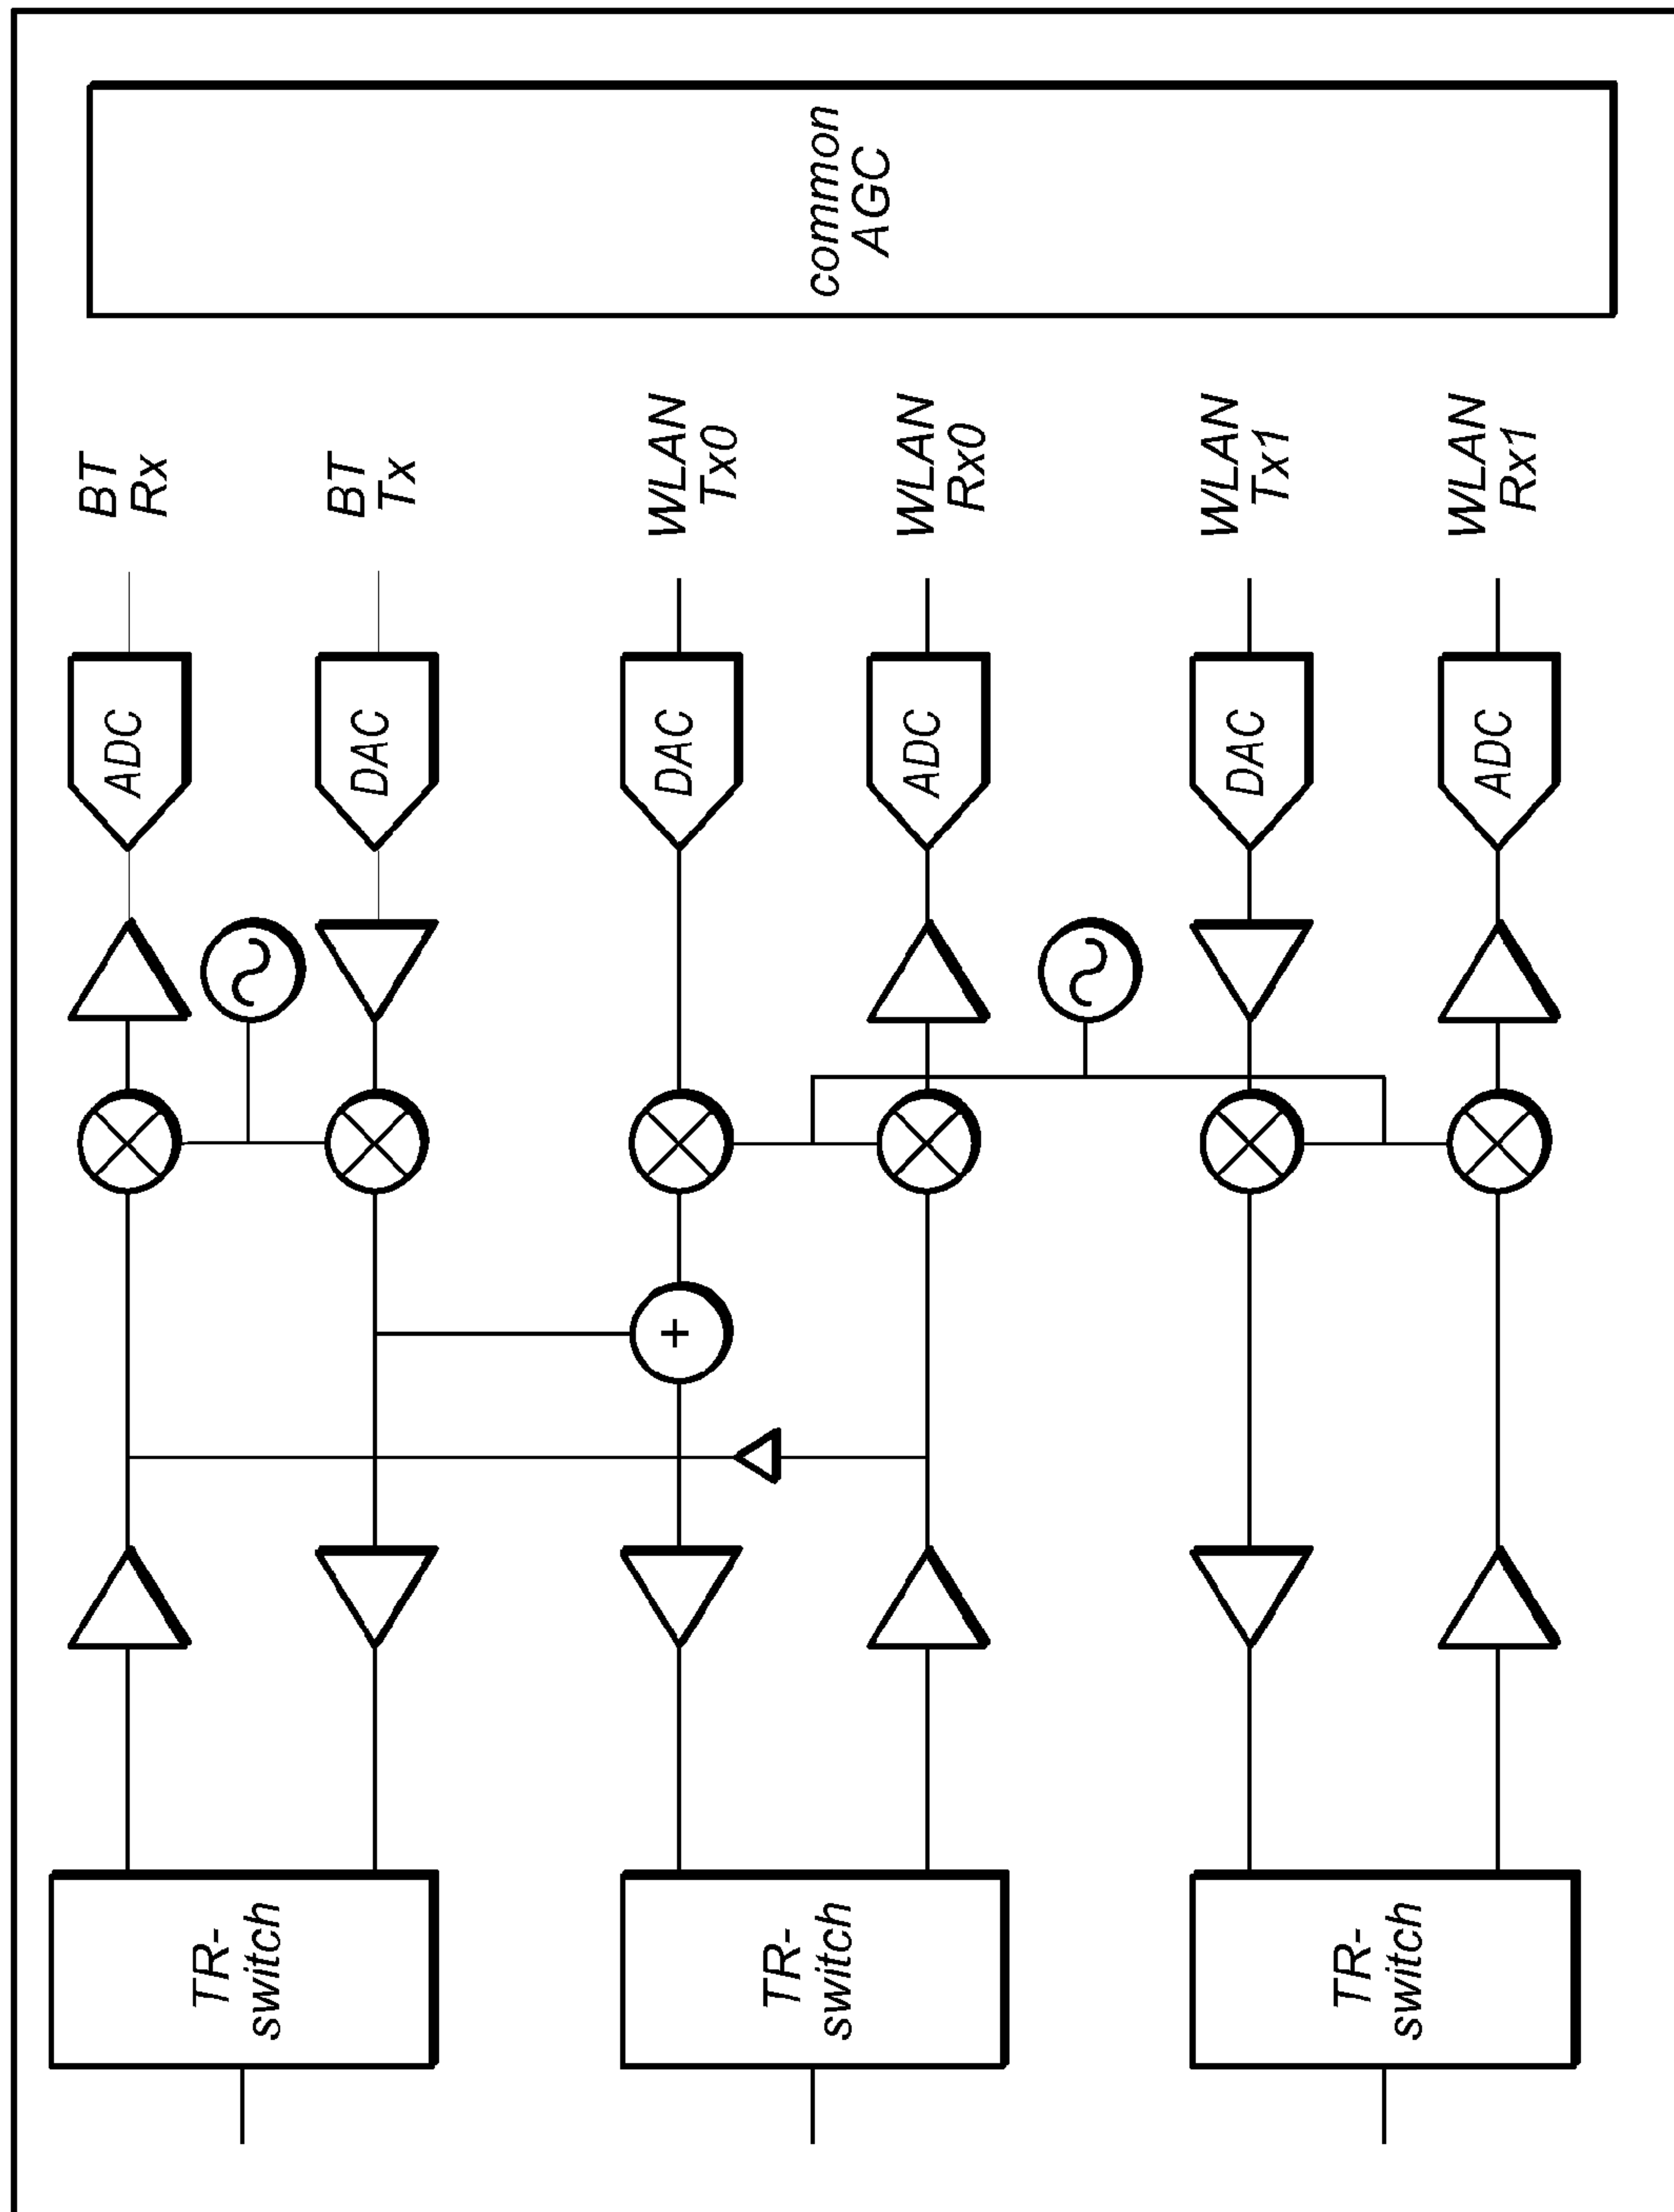 common
AGC
BT
Rx
BT
Tx
WLAN
Tx0
WLAN
Rx0
WLAN
Tx1
WLAN
Rx1
ADC
DAC
DAC
ADC
DAC
ADC
+
TR-
switch
TR-
switch
TR-
switch